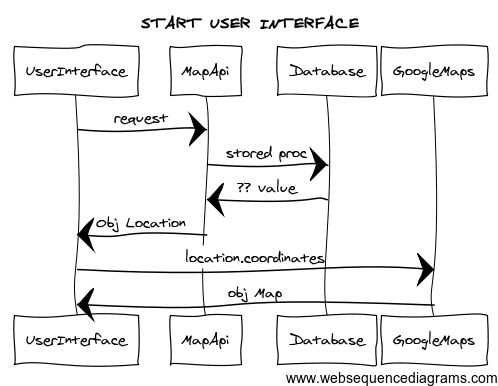 START USER INTERFACE
UserInterface MapApi Database GoogleMaps
request
stored proc
?? value
Obj Location
location.coordinates
obj Map
UserInterface MapApi Database GoogleMaps
www.websequencediagrams.com